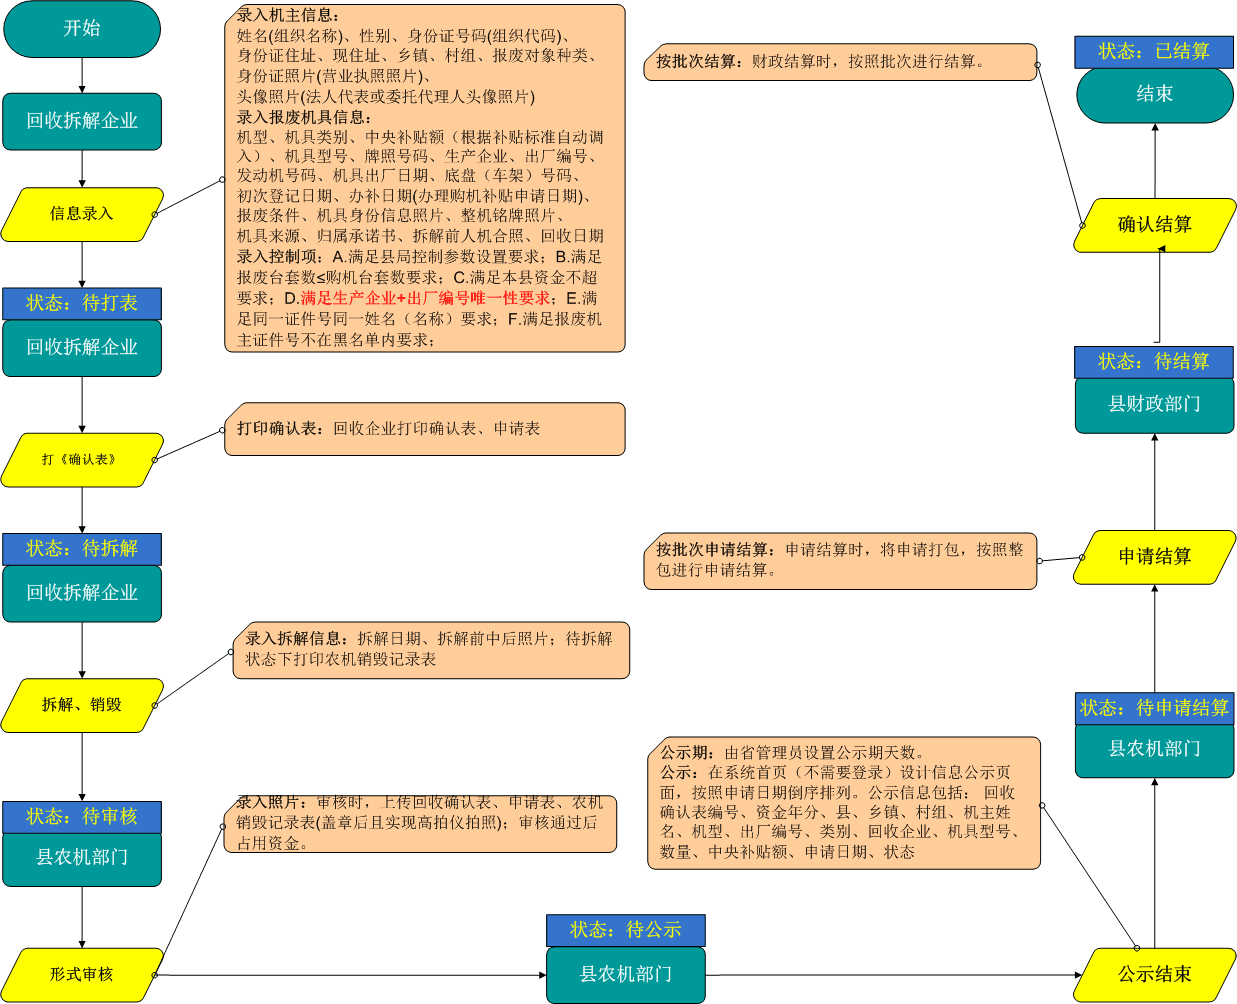 开始
回收拆解企业
信息录入
录入机主信息：
姓名(组织名称)、性别、身份证号码(组织代码)、
身份证住址、现住址、乡镇、村组、报废对象种类、
身份证照片(营业执照照片)、
头像照片(法人代表或委托代理人头像照片)
录入报废机具信息：
机型、机具类别、中央补贴额（根据补贴标准自动调
入）、机具型号、牌照号码、生产企业、出厂编号、
发动机号码、机具出厂日期、底盘（车架）号码、
初次登记日期、办补日期(办理购机补贴申请日期)、
报废条件、机具身份信息照片、整机铭牌照片、
机具来源、归属承诺书、拆解前人机合照、回收日期
录入控制项：A.满足县局控制参数设置要求；B.满足
报废台套数≤购机台套数要求；C.满足本县资金不超
要求；D.满足生产企业+出厂编号唯一性要求；E.满
足同一证件号同一姓名（名称）要求；F.满足报废机
主证件号不在黑名单内要求；
状态：待打表
回收拆解企业
打《确认表》
打印确认表：回收企业打印确认表、申请表
状态：待拆解
回收拆解企业
拆解、销毁
录入拆解信息：拆解日期、拆解前中后照片；待拆解
状态下打印农机销毁记录表
状态：待审核
县农机部门
形式审核
录入照片：审核时，上传回收确认表、申请表、农机
销毁记录表(盖章后且实现高拍仪拍照)；审核通过后
占用资金。
状态：待公示
县农机部门
公示结束
公示期：由省管理员设置公示期天数。
公示：在系统首页（不需要登录）设计信息公示页
面，按照申请日期倒序排列。公示信息包括： 回收
确认表编号、资金年分、县、乡镇、村组、机主姓
名、机型、出厂编号、类别、回收企业、机具型号、
数量、中央补贴额、申请日期、状态
状态：待申请结算
县农机部门
申请结算
按批次申请结算：申请结算时，将申请打包，按照整
包进行申请结算。
状态：待结算
县财政部门
确认结算
按批次结算：财政结算时，按照批次进行结算。
状态：已结算
结束